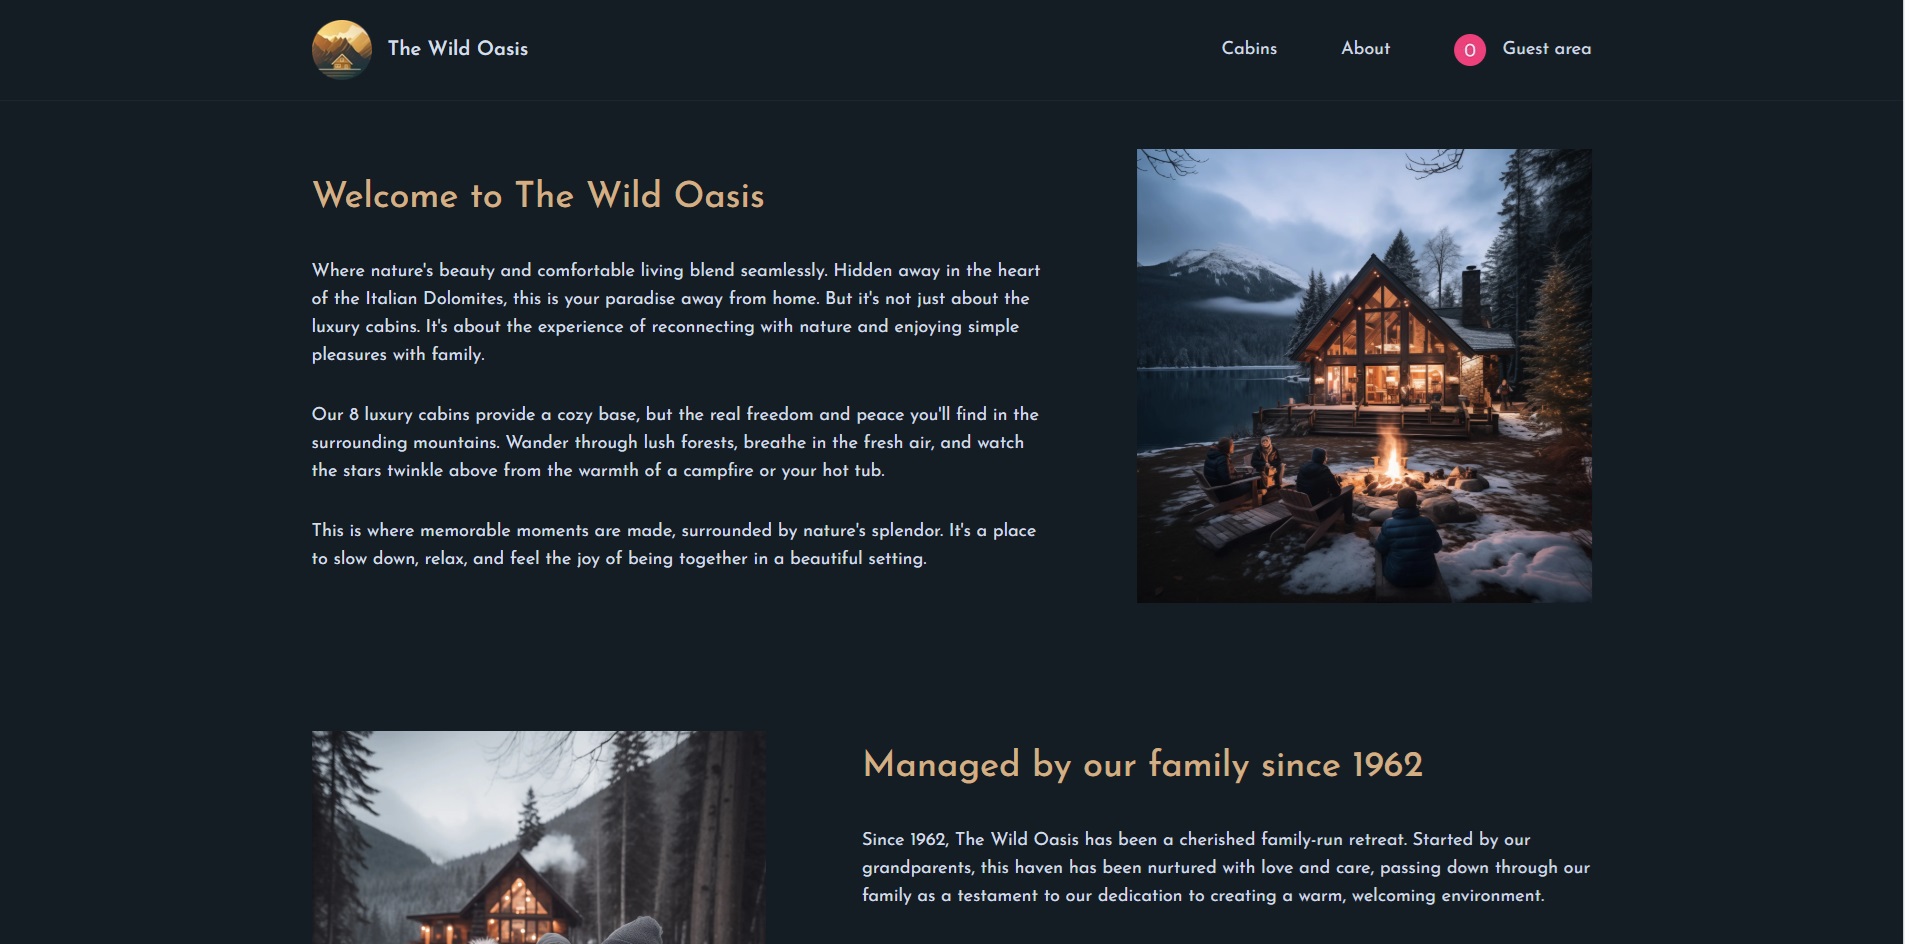 The Wild Oasis
Cabins
About
O
Guest area
Welcome to The Wild Oasis
Where nature's beauty and comfortable living blend seamlessly. Hidden away in the heart
of the Italian Dolomites, this is your paradise away from home. But it's not just about the
luxury cabins. It's about the experience of reconnecting with nature and enjoying simple
pleasures with family.
Our 8 luxury cabins provide a cozy base, but the real freedom and peace you'll find in the
surrounding mountains. Wander through lush forests, breathe in the fresh air, and watch
the stars twinkle above from the warmth of a campfire or your hot tub.
This is where memorable moments are made, surrounded by nature's splendor. It's a place
to slow down, relax, and feel the joy of being together in a beautiful setting.
Managed by our family since 1962
Since 1962, The Wild Oasis has been a cherished family-run retreat. Started by our
grandparents, this haven has been nurtured with love and care, passing down through our
family as a testament to our dedication to creating a warm, welcoming environment.